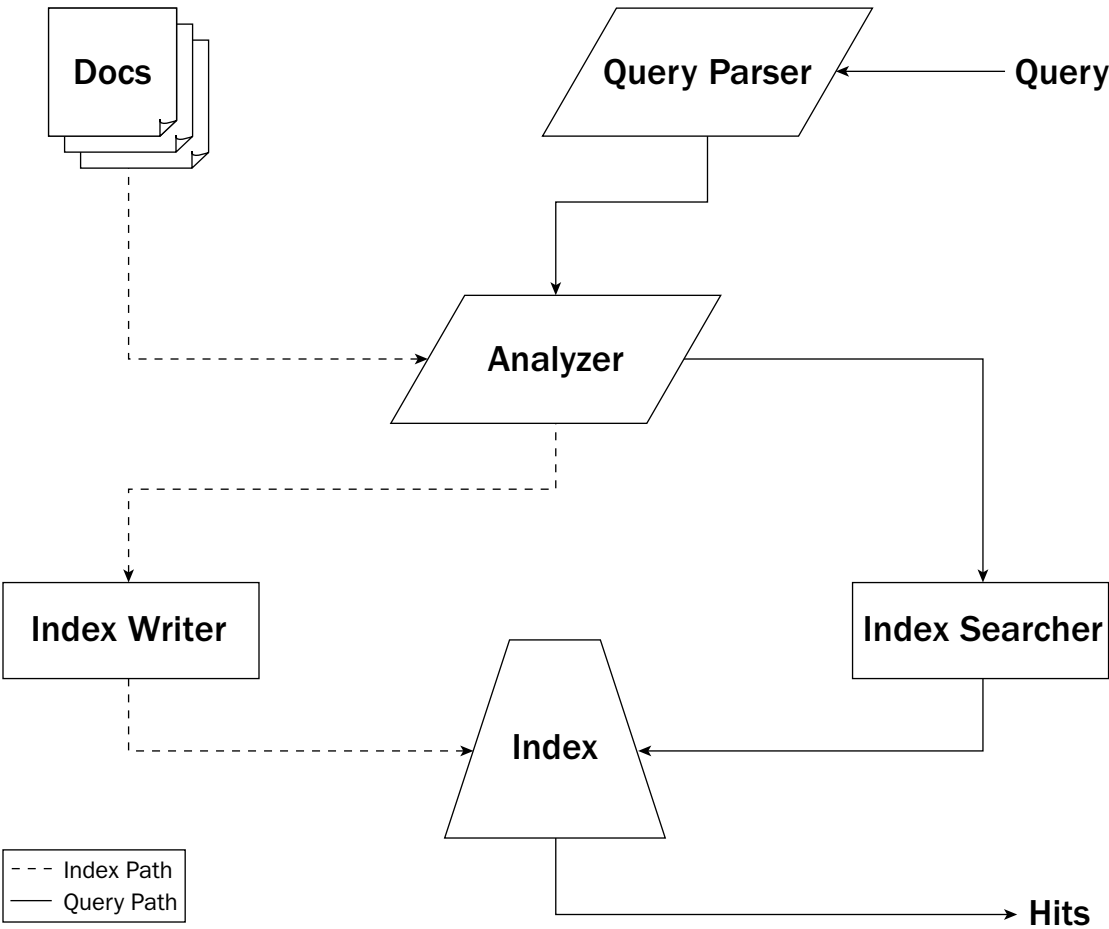 Docs
Query Parser
Query
Analyzer
Index Writer
Index Searcher
Index
Index Path
Query Path
Hits